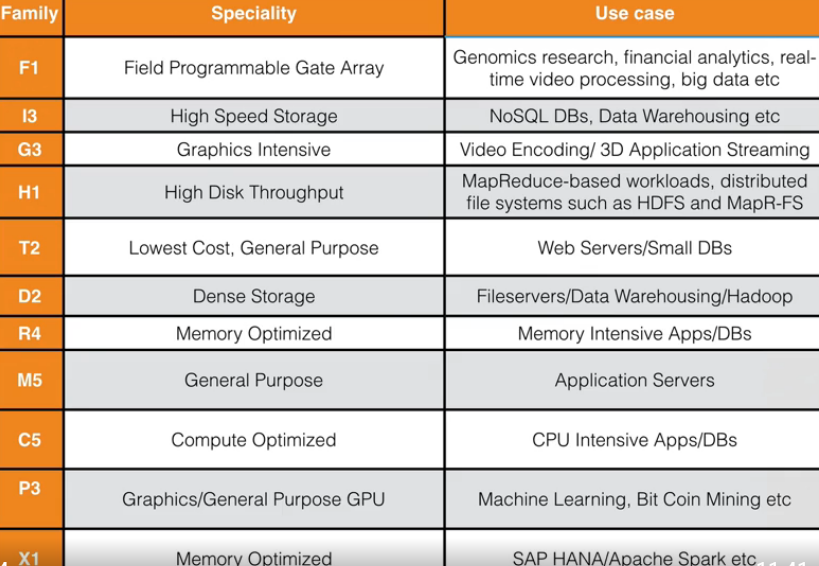 Family Speciality Use case
F1 Field Programmable Gate Array Genomics research, financial analytics, real-
time video processing, big data etc
I3 High Speed Storage NoSQL DBs, Data Warehousing etc
G3 Graphics Intensive Video Encoding/ 3D Application Streaming
H1 High Disk Throughput MapReduce-based workloads, distributed
file systems such as HDFS and MapR-FS
T2 Lowest Cost, General Purpose Web Servers/Small DBs
D2 Dense Storage Fileservers/Data Warehousing/Hadoop
R4 Memory Optimized Memory Intensive Apps/DBs
M5 General Purpose Application Servers
C5 Compute Optimized CPU Intensive Apps/DBs
P3 Graphics/General Purpose GPU Machine Learning, Bit Coin Mining etc
X1 Memory Optimized SAP HANA/Apache Spark etc